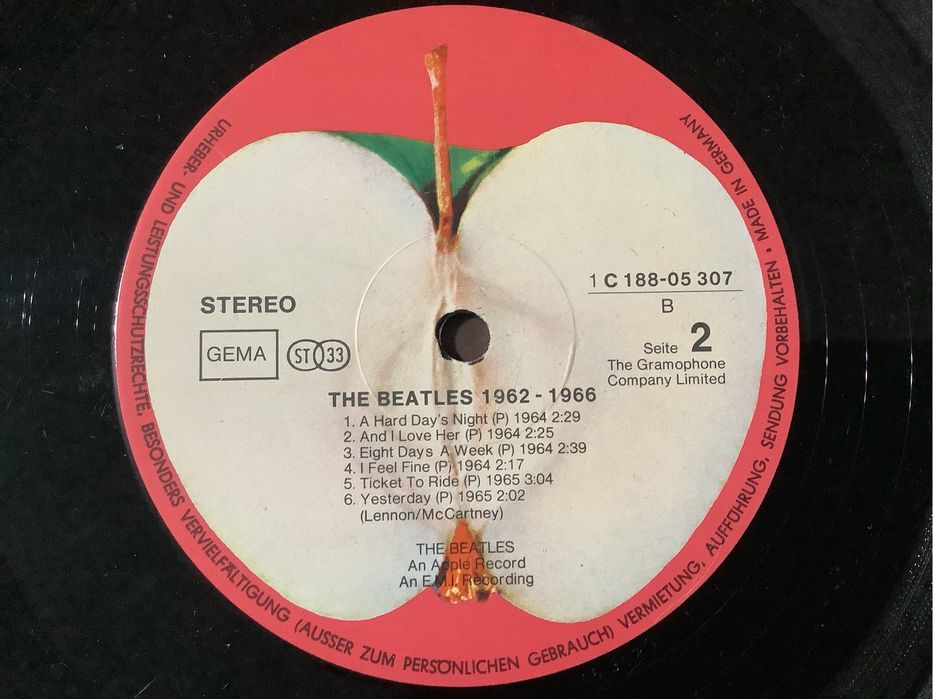 URHEBER- UND LEISTUNGSSCHUTZRECHTE, BESONDERS VERVIELFÄLTIGUNG (AUSSER ZUM PERSÖNLICHEN GEBRAUCH) VERMIETUNG, AUFFÜHRUNG, SENDUNG VORBEHALTEN • MADE IN GERMANY
STEREO
GEMA
ST 33
1 C 188-05 307
B
Seite 2
The Gramophone
Company Limited
THE BEATLES 1962 - 1966
1. A Hard Day's Night (P) 1964 2:29
2. And I Love Her (P) 1964 2:25
3. Eight Days A Week (P) 1964 2:39
4. I Feel Fine (P) 1964 2:17
5. Ticket To Ride (P) 1965 3:04
6. Yesterday (P) 1965 2:02
(Lennon/McCartney)
THE BEATLES
An Apple Record
An E.M.I. Recording